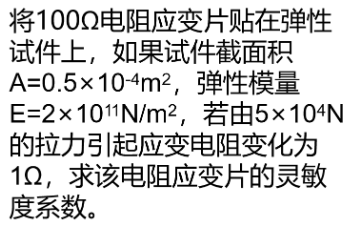 将100Ω电阻应变片贴在弹性
试件上，如果试件截面积
A=0.5×10⁻⁴m²，弹性模量
E=2×10¹¹N/m²，若由5×10⁴N
的拉力引起应变电阻变化为
1Ω，求该电阻应变片的灵敏
度系数。